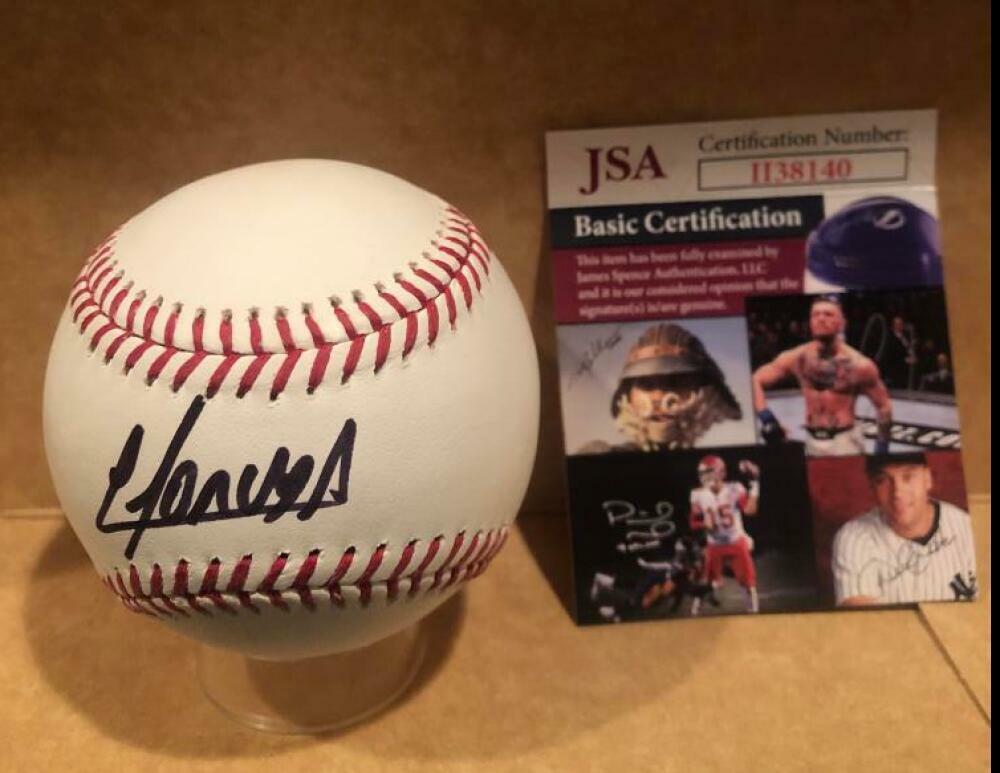 JSA
Certification Number:
II38140
Basic Certification
This item has been fully examined by
James Spence Authentication, LLC
and it is our considered opinion that the
signature(s) is/are genuine.
15